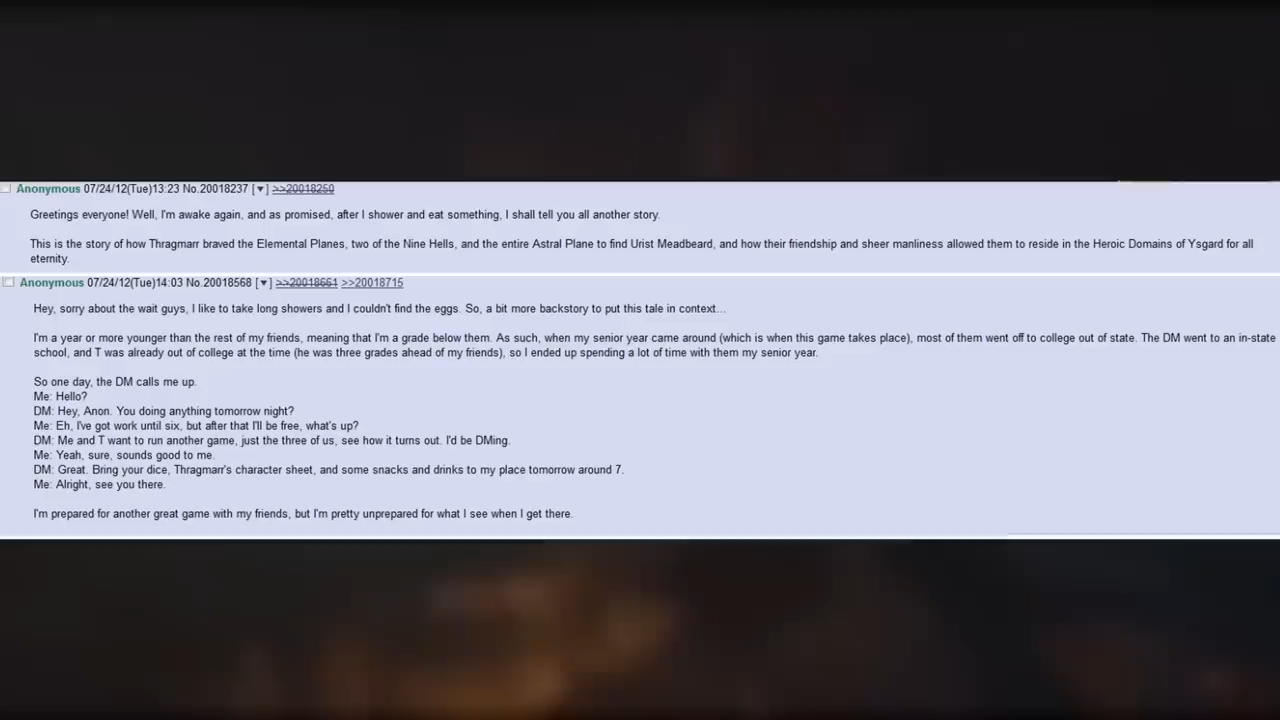 Anonymous 07/24/12(Tue)13:23 No.20018237 [▼] >>20018250
Greetings everyone! Well, I'm awake again, and as promised, after I shower and eat something, I shall tell you all another story.
This is the story of how Thragmarr braved the Elemental Planes, two of the Nine Hells, and the entire Astral Plane to find Urist Meadbeard, and how their friendship and sheer manliness allowed them to reside in the Heroic Domains of Ysgard for all
eternity.
Anonymous 07/24/12(Tue)14:03 No.20018568 [▼] >>20018661 >>20018715
Hey, sorry about the wait guys, I like to take long showers and I couldn't find the eggs. So, a bit more backstory to put this tale in context...
I'm a year or more younger than the rest of my friends, meaning that I'm a grade below them. As such, when my senior year came around (which is when this game takes place), most of them went off to college out of state. The DM went to an in-state
school, and T was already out of college at the time (he was three grades ahead of my friends), so I ended up spending a lot of time with them my senior year.
So one day, the DM calls me up.
Me: Hello?
DM: Hey, Anon. You doing anything tomorrow night?
Me: Eh, I've got work until six, but after that I'll be free, what's up?
DM: Me and T want to run another game, just the three of us, see how it turns out. I'd be DMing.
Me: Yeah, sure, sounds good to me.
DM: Great. Bring your dice, Thragmarr's character sheet, and some snacks and drinks to my place tomorrow around 7.
Me: Alright, see you there.
I'm prepared for another great game with my friends, but I'm pretty unprepared for what I see when I get there.